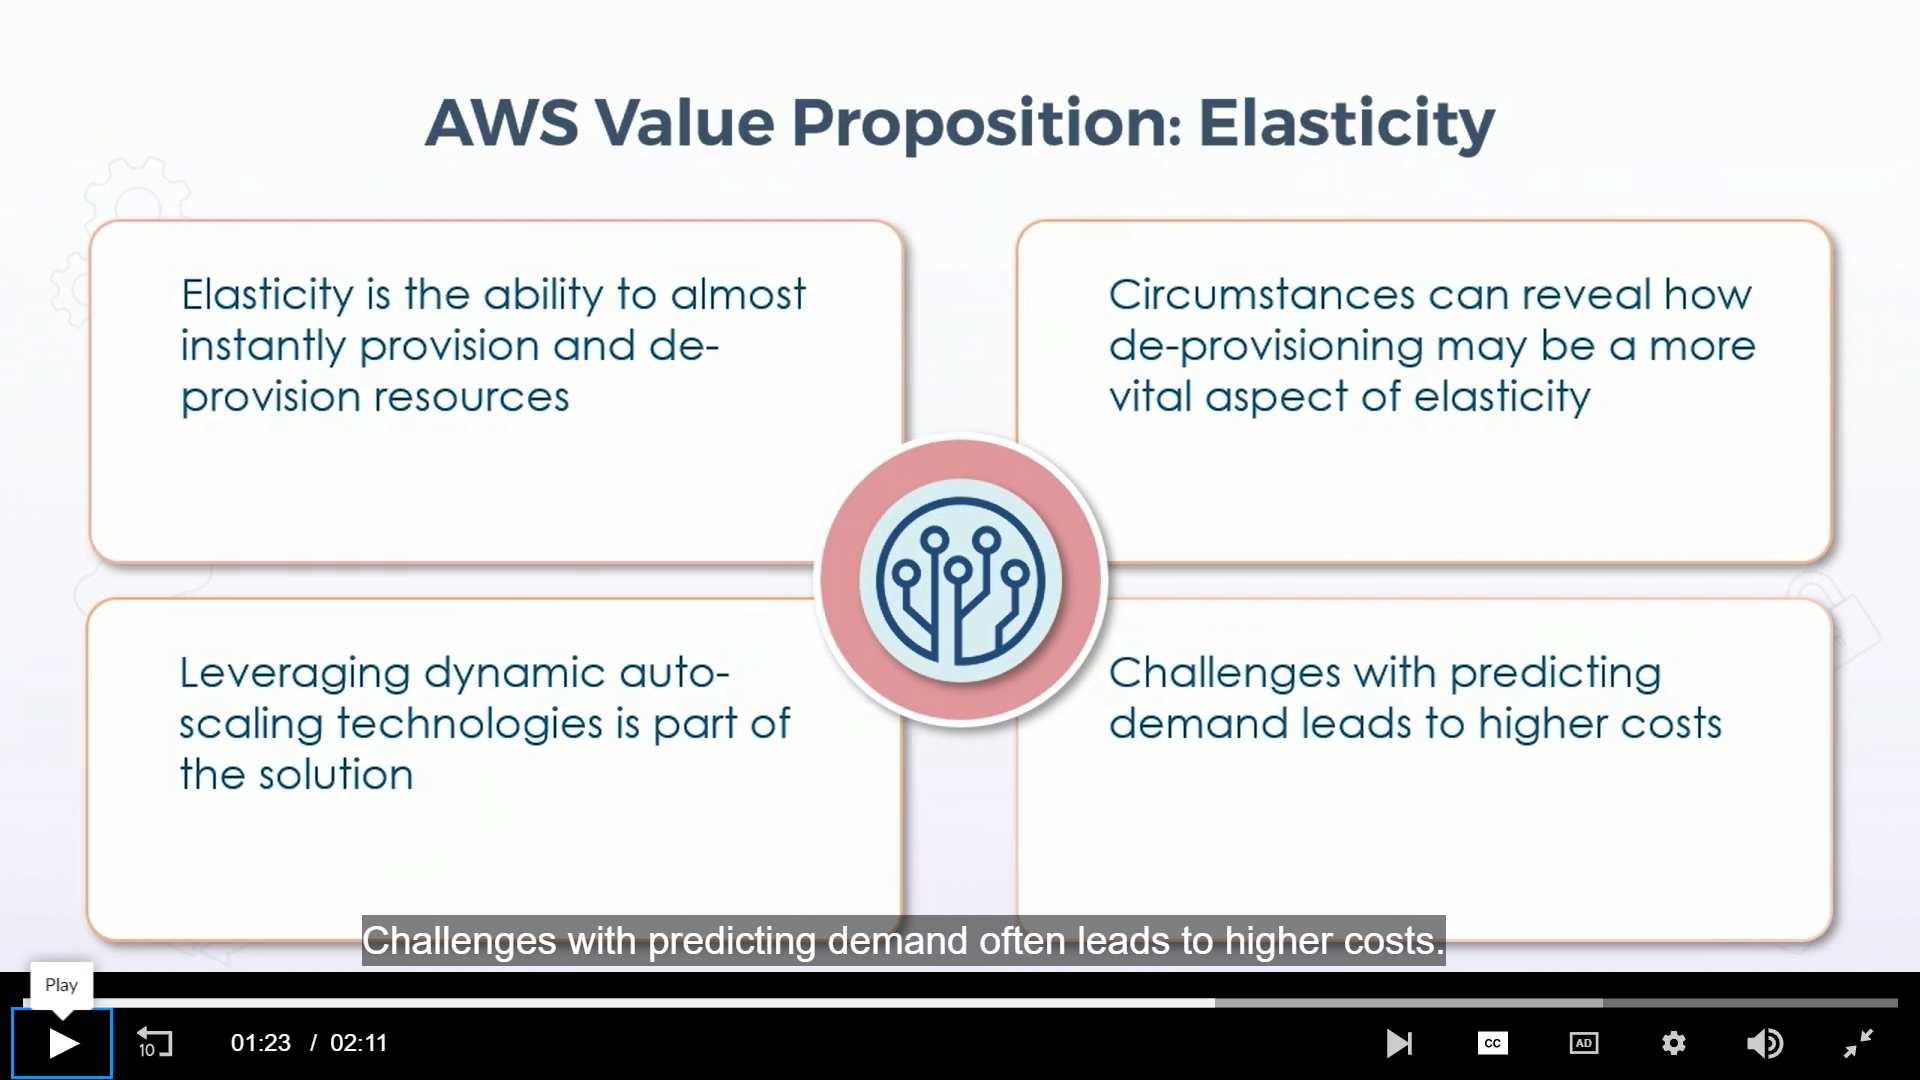 AWS Value Proposition: Elasticity
Elasticity is the ability to almost
instantly provision and de-
provision resources
Circumstances can reveal how
de-provisioning may be a more
vital aspect of elasticity
Leveraging dynamic auto-
scaling technologies is part of
the solution
Challenges with predicting
demand leads to higher costs
Challenges with predicting demand often leads to higher costs.
Play
10
01:23 / 02:11
CC
AD